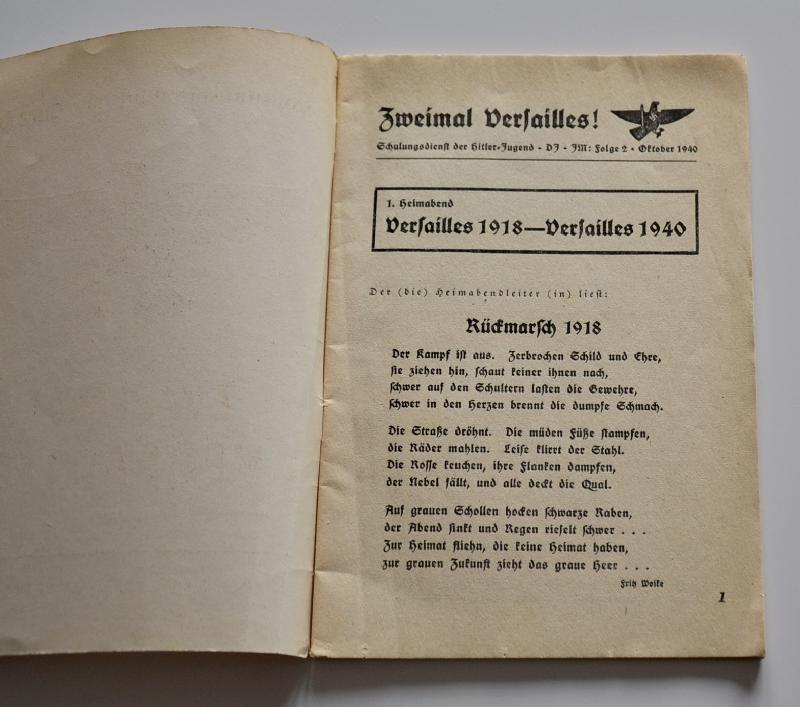 Zweimal Versailles!
Schulungsdienst der Hitler-Jugend - DJ - JM: Folge 2 - Oktober 1940
1. Heimabend
Versailles 1918—Versailles 1940
Der (die) Heimabendleiter (in) liest:
Rückmarsch 1918
Der Kampf ist aus. Zerbrochen Schild und Ehre,
sie ziehen hin, schaut keiner ihnen nach,
schwer auf den Schultern lasten die Gewehre,
schwer in den Herzen brennt die dumpfe Schmach.
Die Straße dröhnt. Die müden Füße stampfen,
die Räder mahlen. Leise klirrt der Stahl.
Die Rosse keuchen, ihre Flanken dampfen,
der Nebel fällt, und alle deckt die Qual.
Auf grauen Schollen hocken schwarze Raben,
der Abend sinkt und Regen rieselt schwer . . .
Zur Heimat fliehn, die keine Heimat haben,
zur grauen Zukunft zieht das graue Heer . . .
Fritz Woike
1